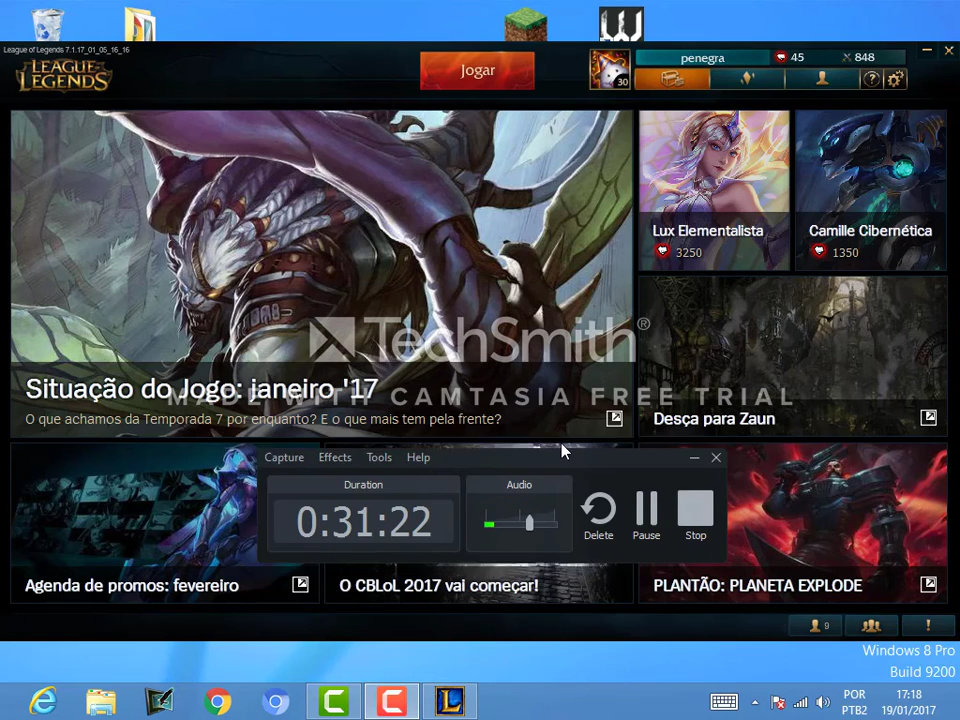 League of Legends 7.1.17_01_05_16_16
LEAGUE OF
LEGENDS
Jogar
30
penegra
45
848
?
Lux Elementalista
3250
Camille Cibernética
1350
TechSmith®
MADE WITH CAMTASIA FREE TRIAL
Situação do Jogo: janeiro '17
O que achamos da Temporada 7 por enquanto? E o que mais tem pela frente?
Desça para Zaun
Capture Effects Tools Help
Duration
Audio
0:31:22
Delete
Pause
Stop
Agenda de promos: fevereiro
O CBLoL 2017 vai começar!
PLANTÃO: PLANETA EXPLODE
9
!
Windows 8 Pro
Build 9200
POR
PTB2
17:18
19/01/2017